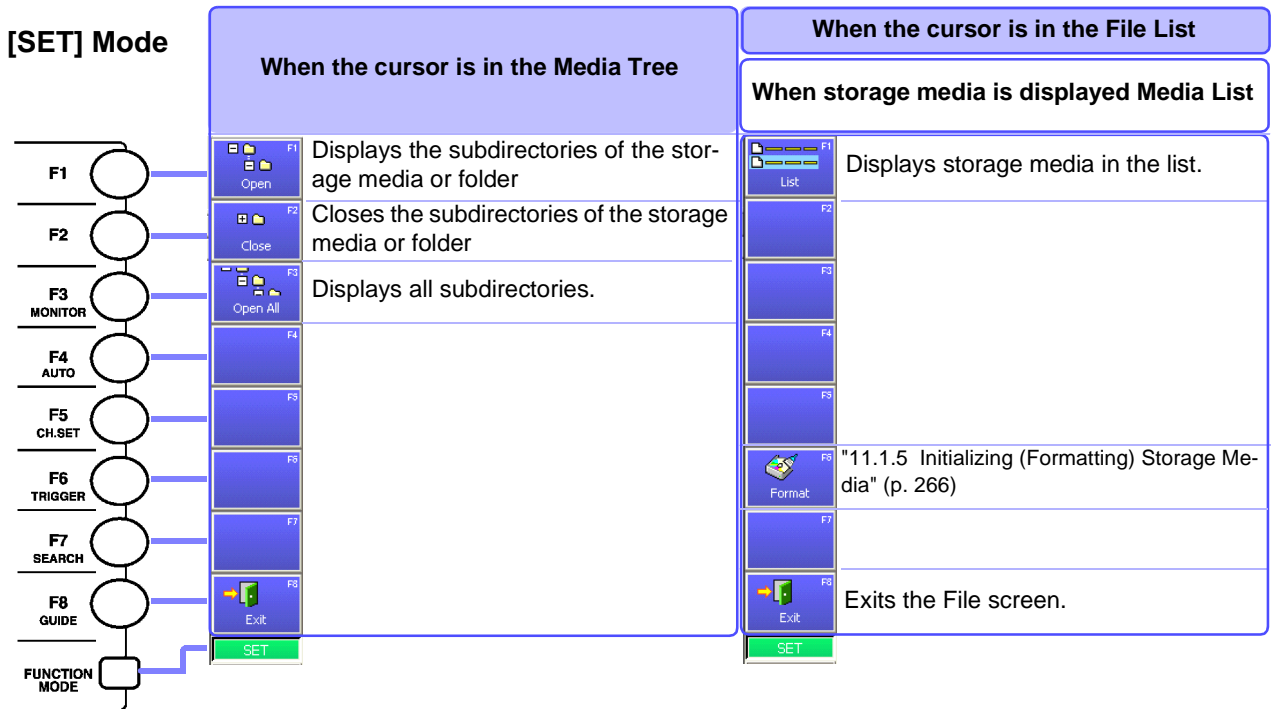 [SET] Mode
When the cursor is in the Media Tree
When the cursor is in the File List
When storage media is displayed Media List
F1
F2
F3
MONITOR
F4
AUTO
F5
CH.SET
F6
TRIGGER
F7
SEARCH
F8
GUIDE
FUNCTION
MODE
F1
Open
Displays the subdirectories of the stor-
age media or folder
F2
Close
Closes the subdirectories of the storage
media or folder
F3
Open All
Displays all subdirectories.
F4
F5
F6
F7
F8
Exit
SET
F1
List
Displays storage media in the list.
F2
F3
F4
F5
F6
Format
"11.1.5 Initializing (Formatting) Storage Me-
dia" (p. 266)
F7
F8
Exit
Exits the File screen.
SET